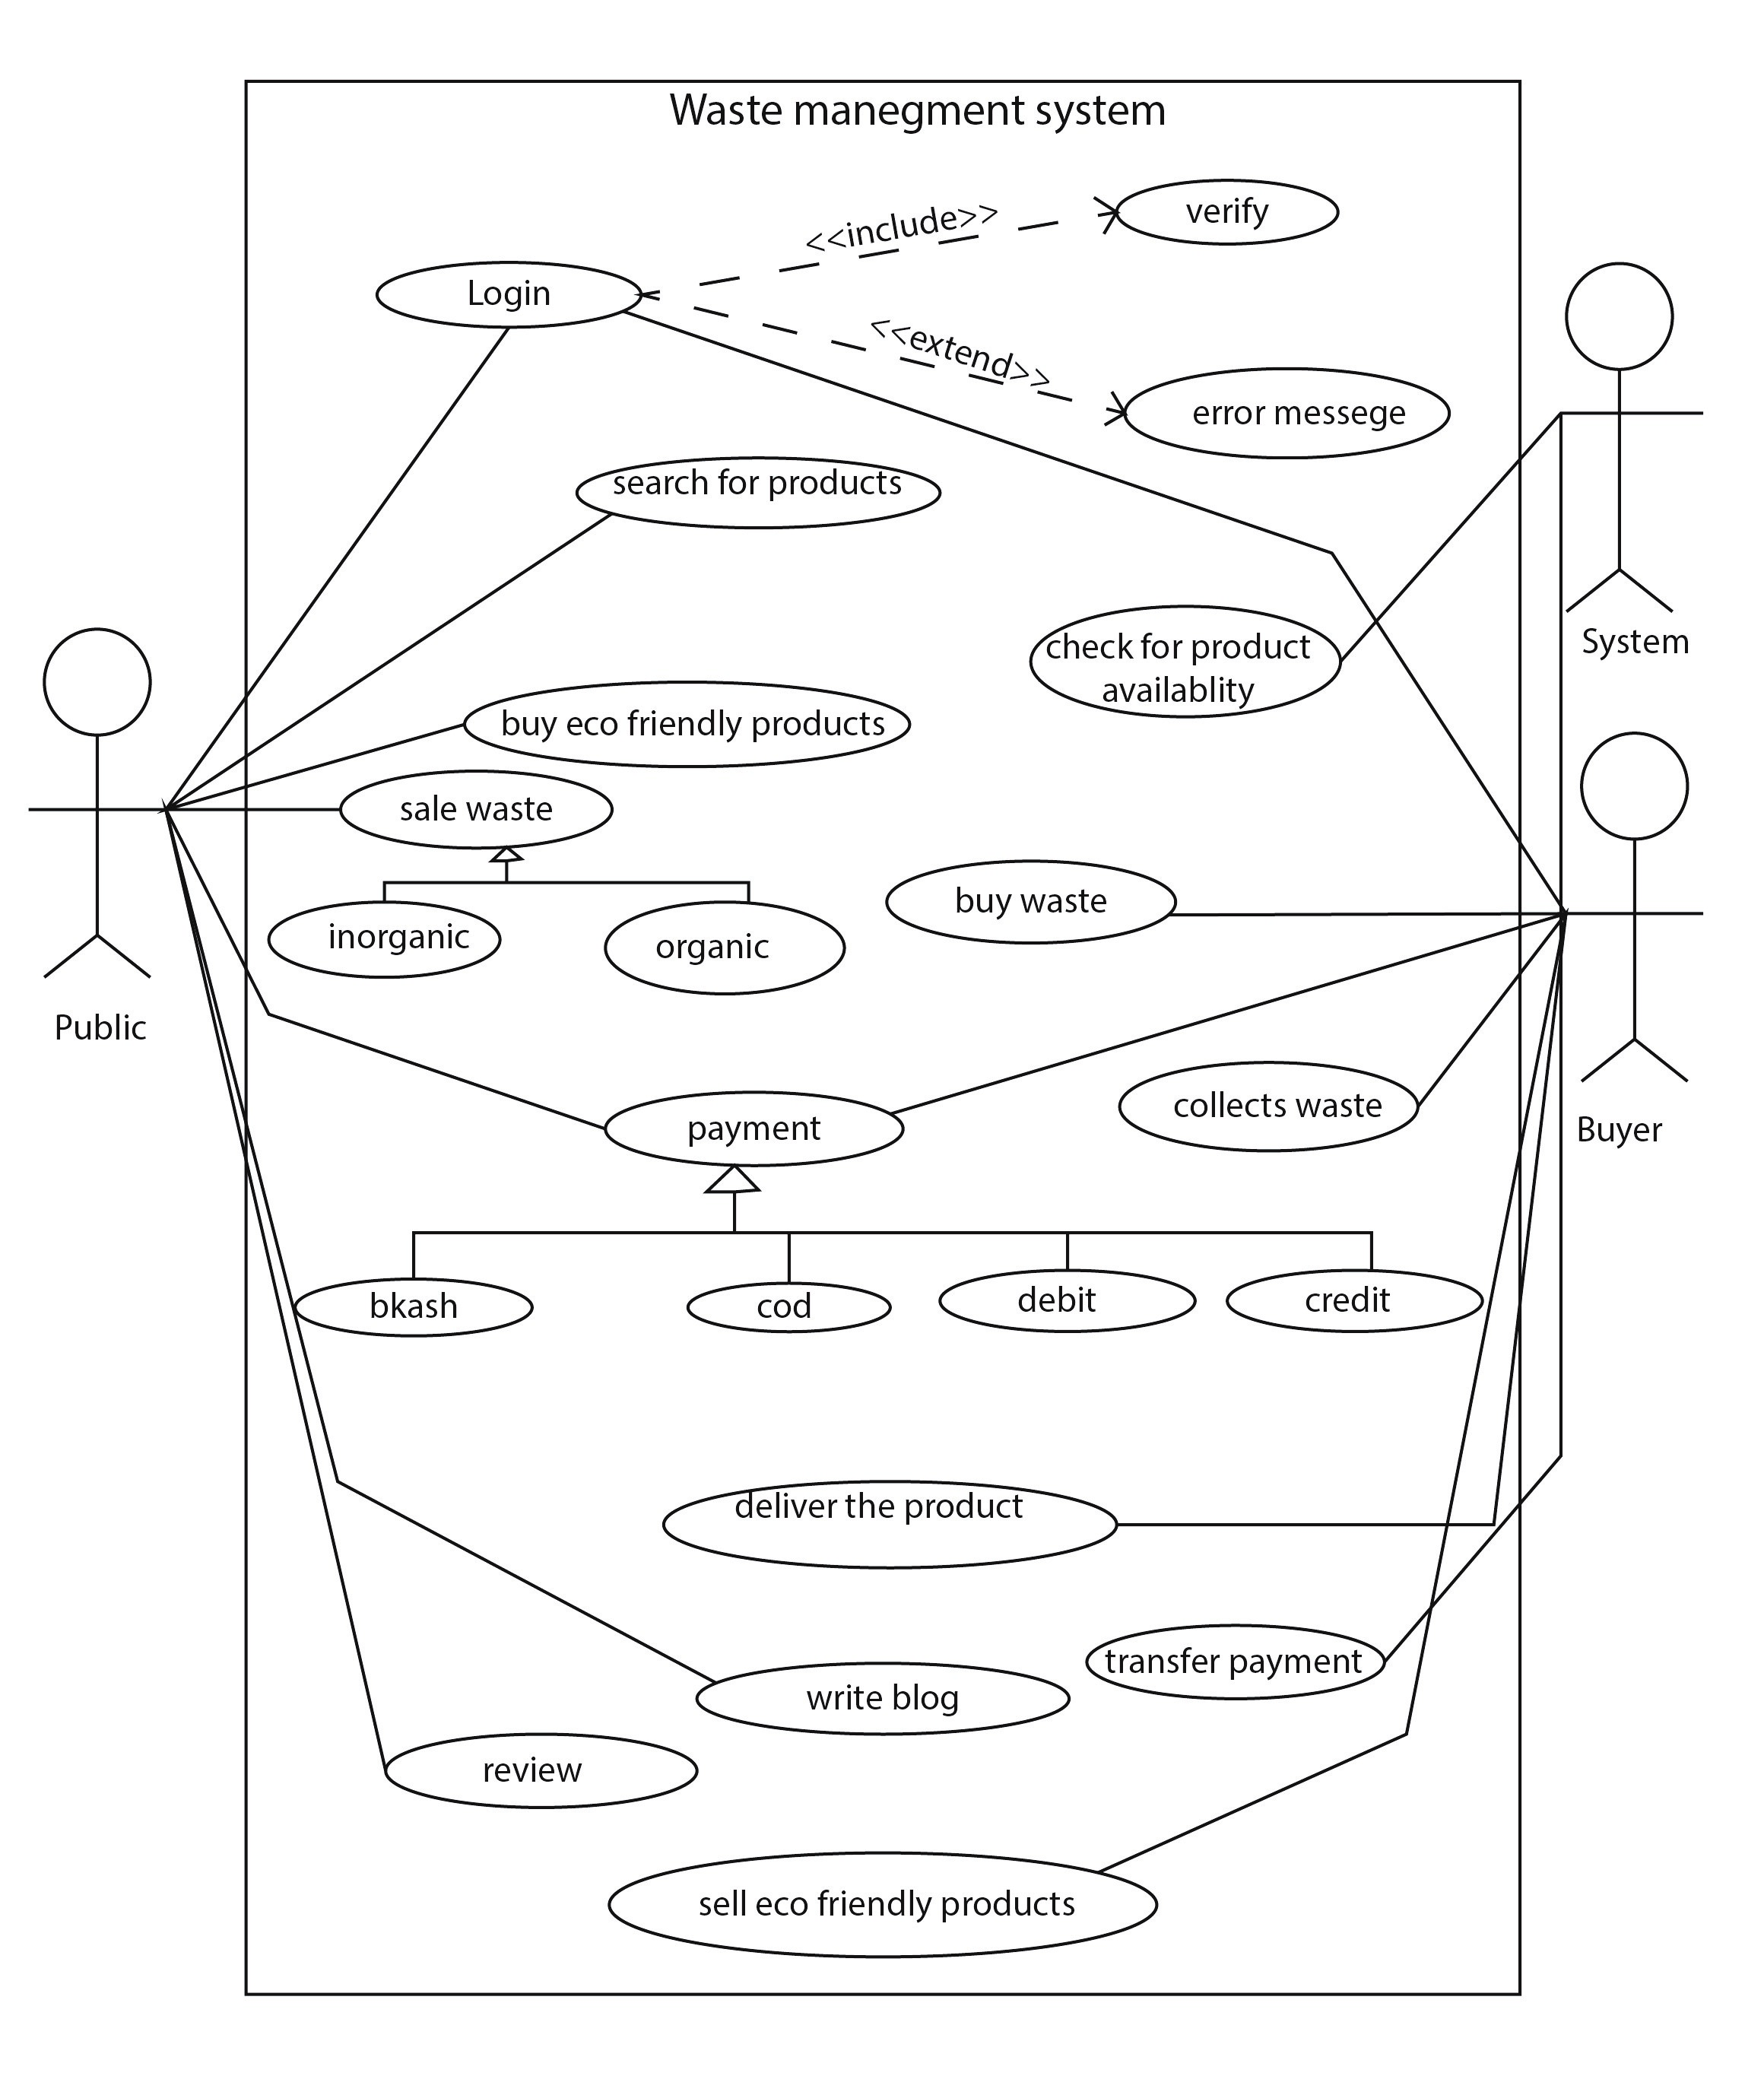 Waste manegment system
<<include>>
verify
Login
<<extend>>
error messege
search for products
check for product
availablity
System
buy eco friendly products
sale waste
buy waste
inorganic
organic
Public
payment
collects waste
Buyer
bkash
cod
debit
credit
deliver the product
transfer payment
write blog
review
sell eco friendly products